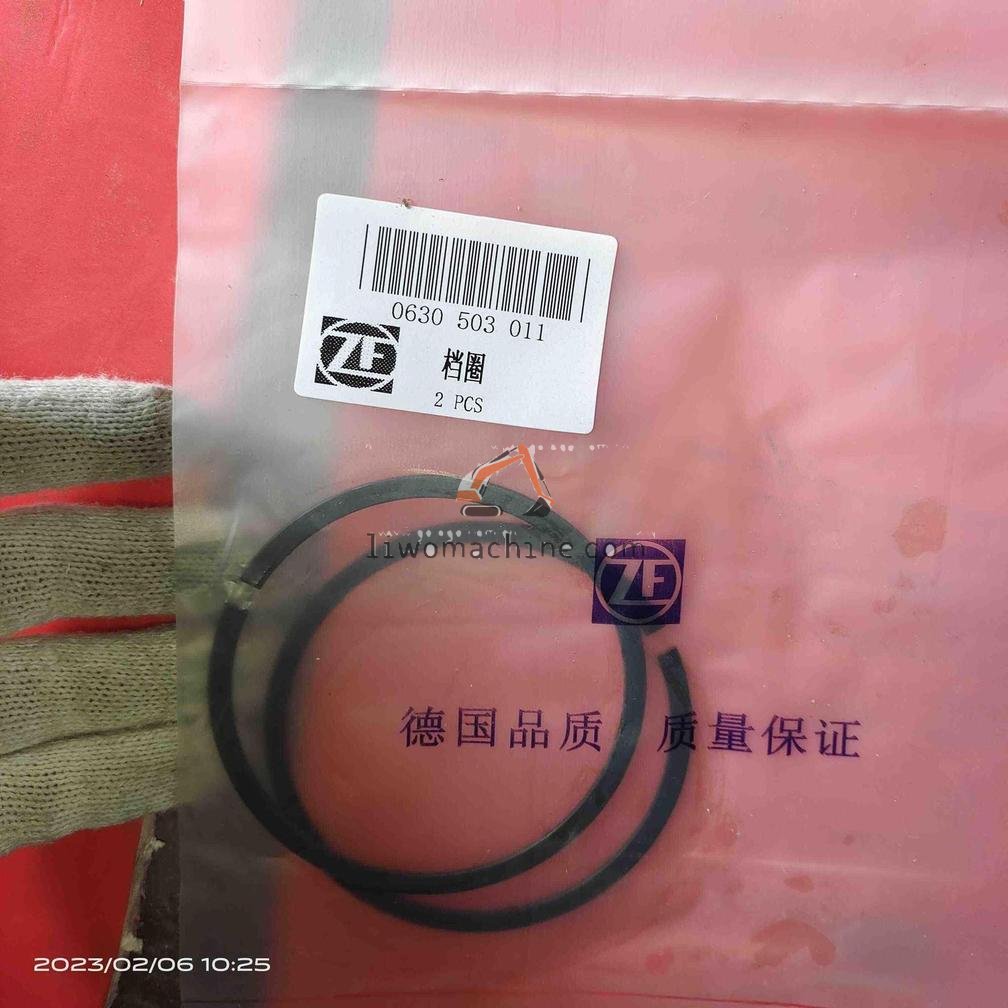 0630 503 011
ZF
档圈
2 PCS
liwomachine.com
ZF
德国品质 质量保证
2023/02/06 10:25